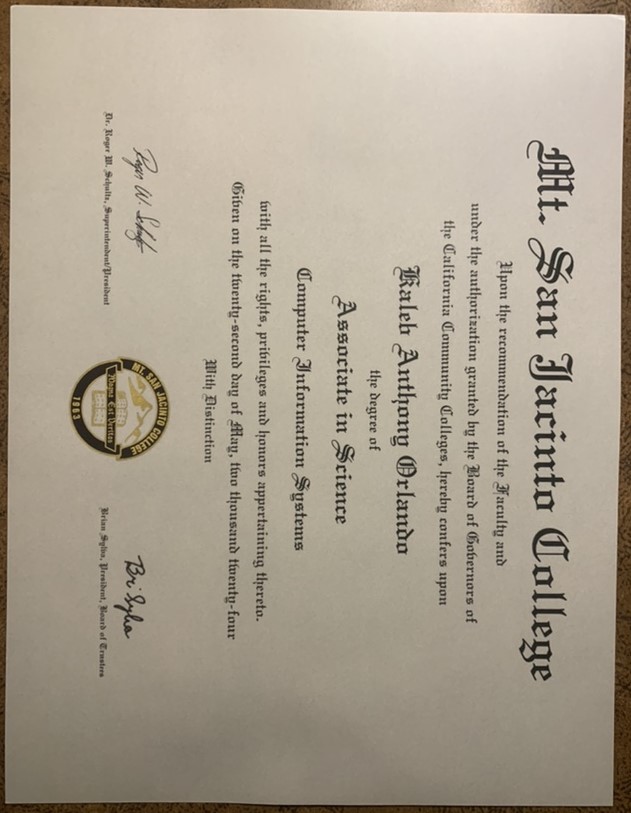 Mt. San Jacinto College
Upon the recommendation of the Faculty and
under the authorization granted by the Board of Governors of
the California Community Colleges, hereby confers upon
Kaleb Anthony Orlando
the degree of
Associate in Science
Computer Information Systems
with all the rights, privileges and honors appertaining thereto.
Given on the twenty-second day of May, two thousand twenty-four
With Distinction
Roger W. Schultz
Dr. Roger W. Schultz, Superintendent/President
MT. SAN JACINTO COLLEGE
Magna Est Veritas
1963
Bri Sylva
Brian Sylva, President, Board of Trustees